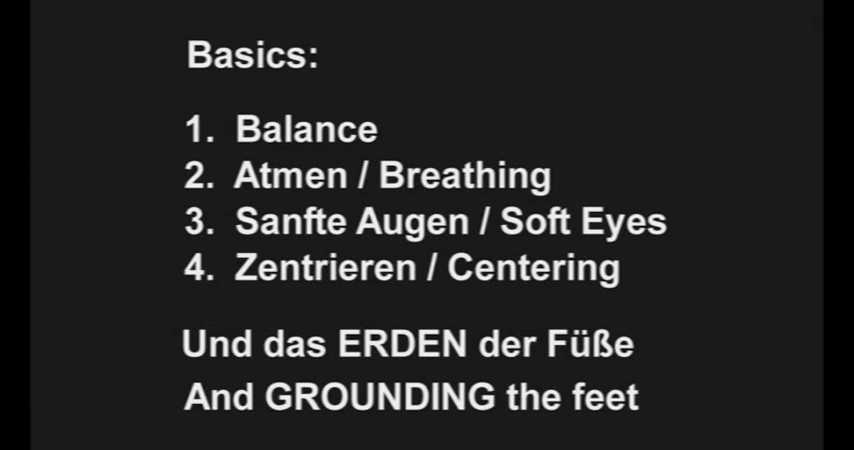 Basics:
1. Balance
2. Atmen / Breathing
3. Sanfte Augen / Soft Eyes
4. Zentrieren / Centering
Und das ERDEN der Füße
And GROUNDING the feet